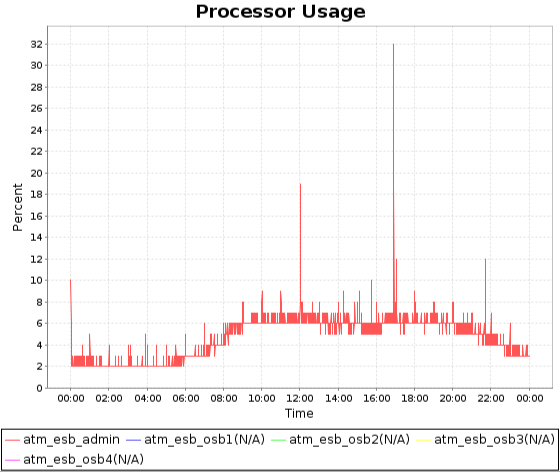 Processor Usage
Percent
32
30
28
26
24
22
20
18
16
14
12
10
8
6
4
2
0
00:00 02:00 04:00 06:00 08:00 10:00 12:00 14:00 16:00 18:00 20:00 22:00 00:00
Time
atm_esb_admin atm_esb_osb1(N/A) atm_esb_osb2(N/A) atm_esb_osb3(N/A)
atm_esb_osb4(N/A)